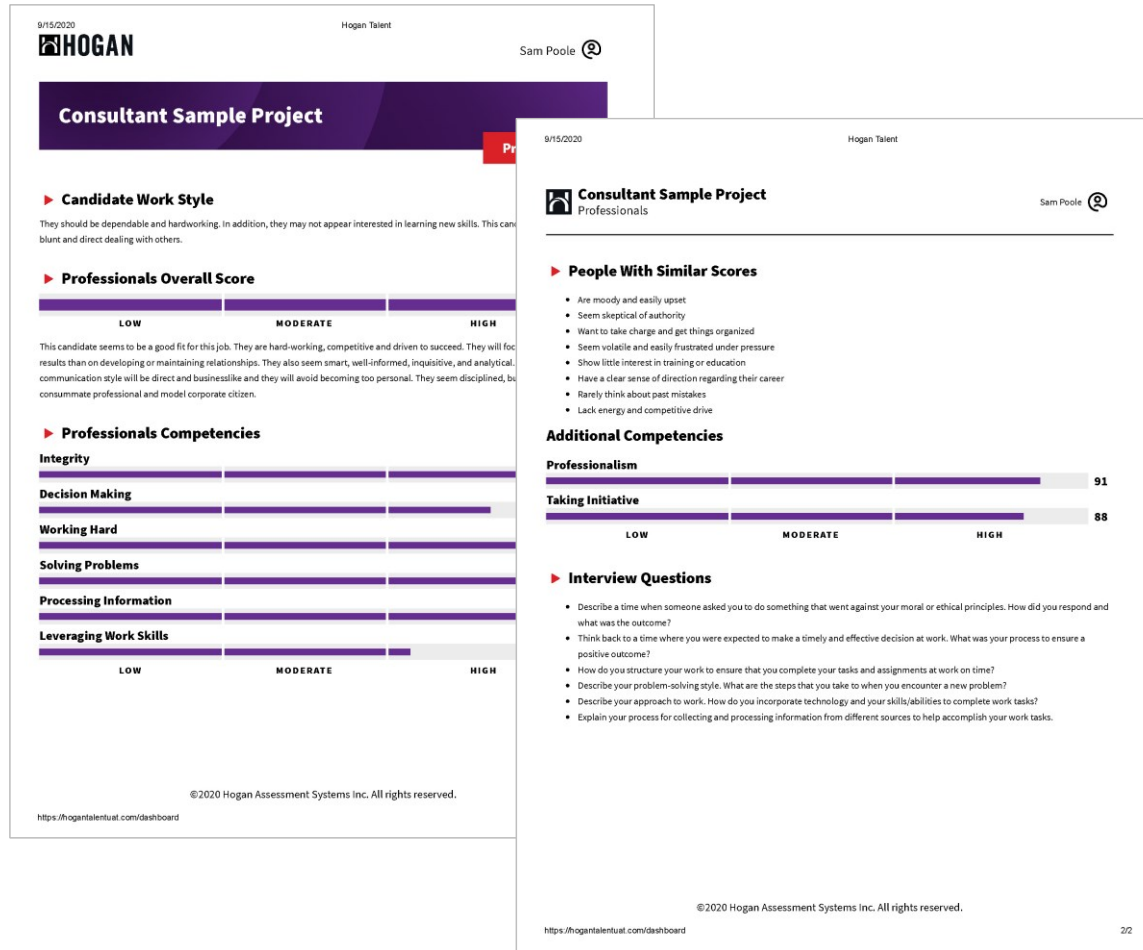 9/15/2020
Hogan Talent
HOGAN
Sam Poole
Consultant Sample Project
Candidate Work Style
They should be dependable and hardworking. In addition, they may not appear interested in learning new skills. This
blunt and direct dealing with others.
Professionals Overall Score
LOW MODERATE HIGH
This candidate seems to be a good fit for this job. They are hard-working, competitive and driven to succeed. They will
results than on developing or maintaining relationships. They also seem smart, well-informed, inquisitive, and analytical.
communication style will be direct and businesslike and they will avoid becoming too personal. They seem disciplined,
consummate professional and model corporate citizen.
Professionals Competencies
Integrity
Decision Making
Working Hard
Solving Problems
Processing Information
Leveraging Work Skills
LOW MODERATE HIGH
©2020 Hogan Assessment Systems Inc. All rights reserved.
https://hogantalentuat.com/dashboard
9/15/2020
Hogan Talent
Consultant Sample Project
Professionals
Sam Poole
People With Similar Scores
Are moody and easily upset
Seem skeptical of authority
Want to take charge and get things organized
Seem volatile and easily frustrated under pressure
Show little interest in training or education
Have a clear sense of direction regarding their career
Rarely think about past mistakes
Lack energy and competitive drive
Additional Competencies
Professionalism
91
Taking Initiative
88
LOW MODERATE HIGH
Interview Questions
Describe a time when someone asked you to do something that went against your moral or ethical principles. How did you respond and
what was the outcome?
Think back to a time where you were expected to make a timely and effective decision at work. What was your process to ensure a
positive outcome?
How do you structure your work to ensure that you complete your tasks and assignments at work on time?
Describe your problem-solving style. What are the steps that you take to when you encounter a new problem?
Describe your approach to work. How do you incorporate technology and your skills/abilities to complete work tasks?
Explain your process for collecting and processing information from different sources to help accomplish your work tasks.
©2020 Hogan Assessment Systems Inc. All rights reserved.
https://hogantalentuat.com/dashboard
2/2